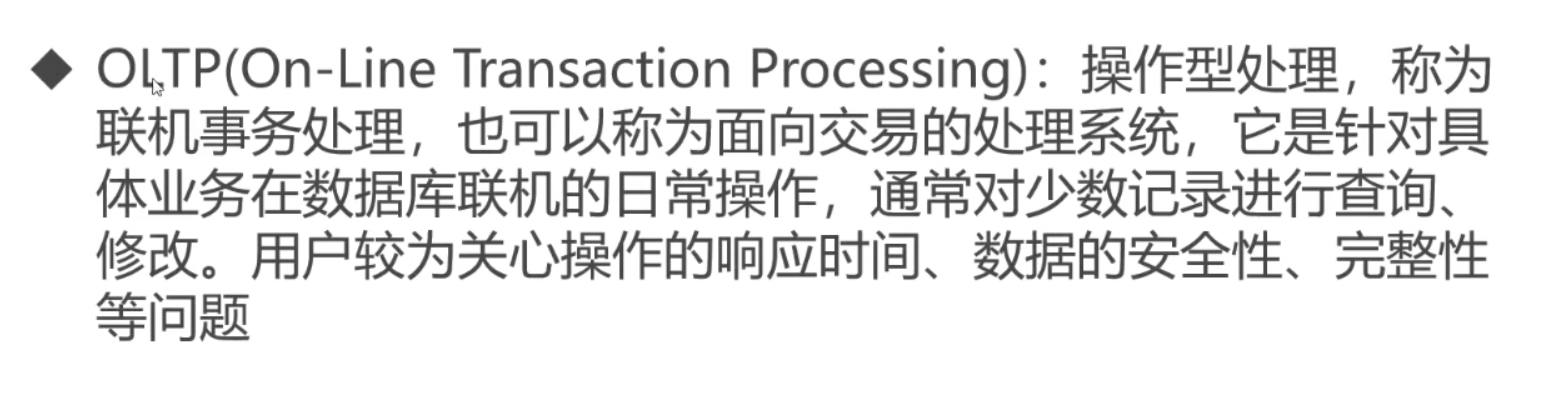 ◆ OLTP(On-Line Transaction Processing)：操作型处理，称为
联机事务处理，也可以称为面向交易的处理系统，它是针对具
体业务在数据库联机的日常操作，通常对少数记录进行查询、
修改。用户较为关心操作的响应时间、数据的安全性、完整性
等问题